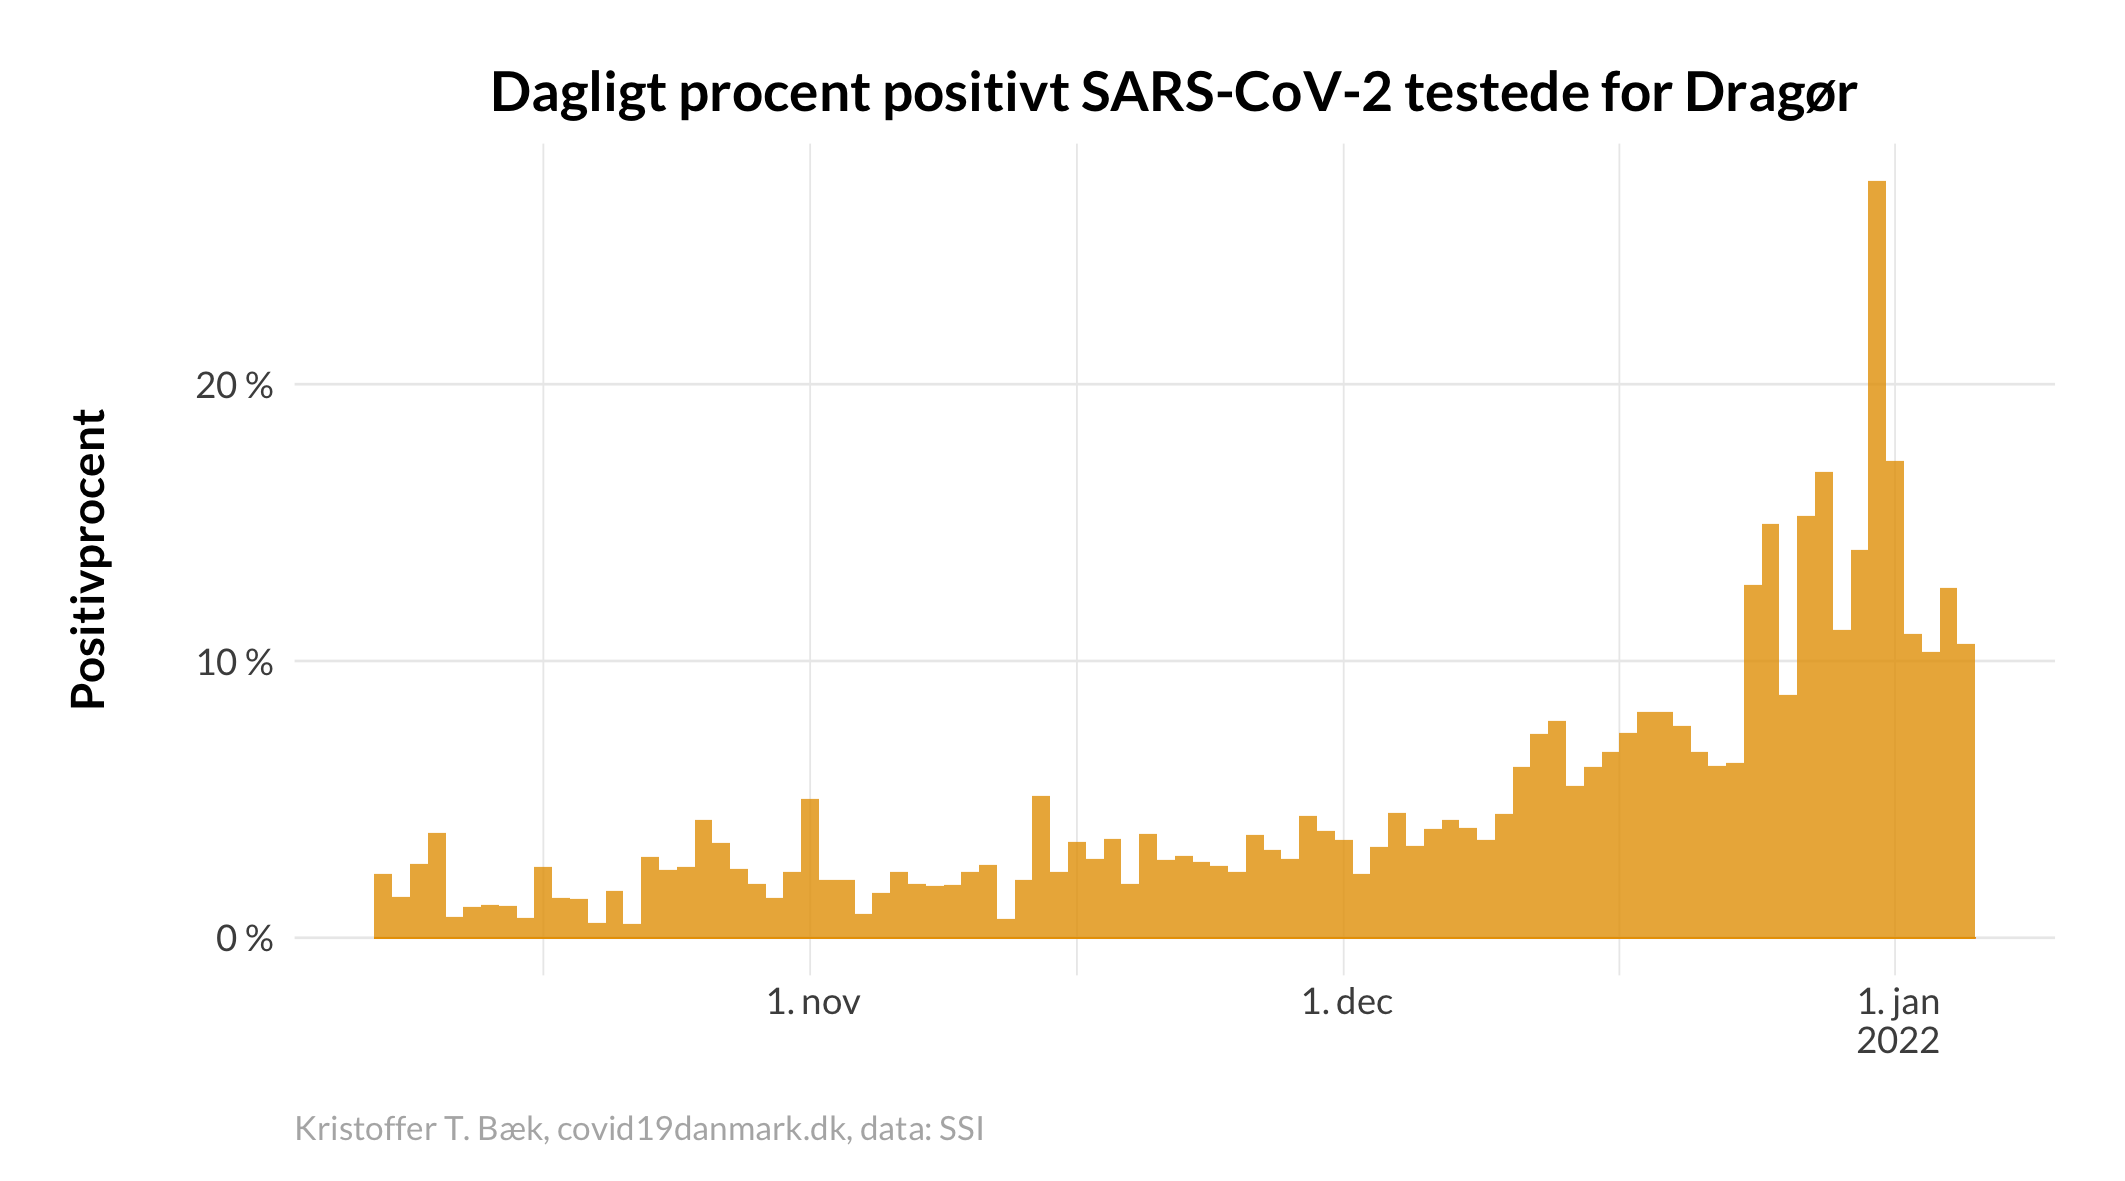 Dagligt procent positivt SARS-CoV-2 testede for Dragør
Positivprocent
20 %
10 %
0 %
1. nov
1. dec
1. jan
2022
Kristoffer T. Bæk, covid19danmark.dk, data: SSI